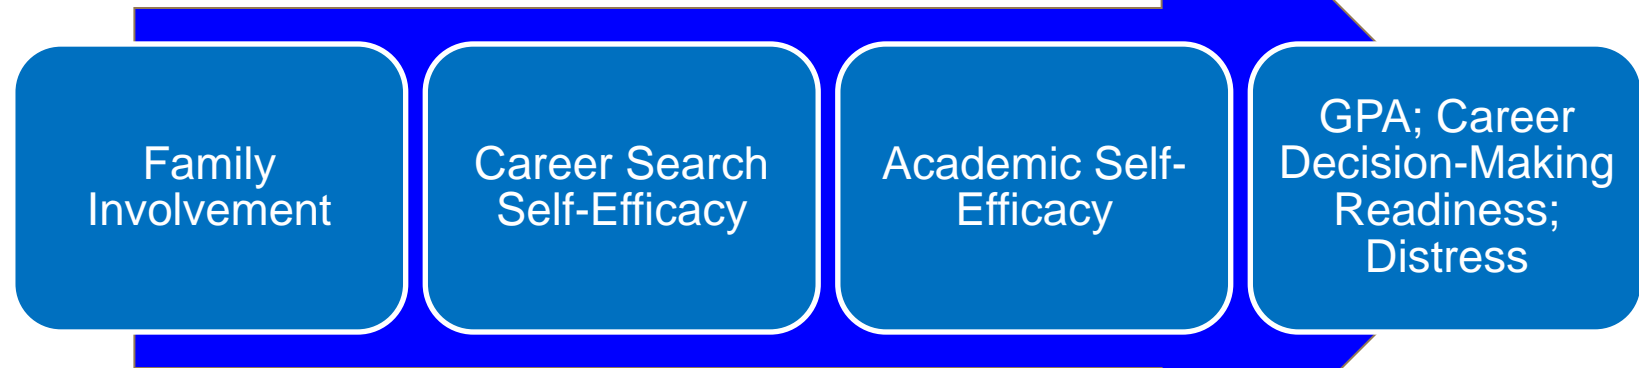 Family
Involvement
Career Search
Self-Efficacy
Academic Self-
Efficacy
GPA; Career
Decision-Making
Readiness;
Distress